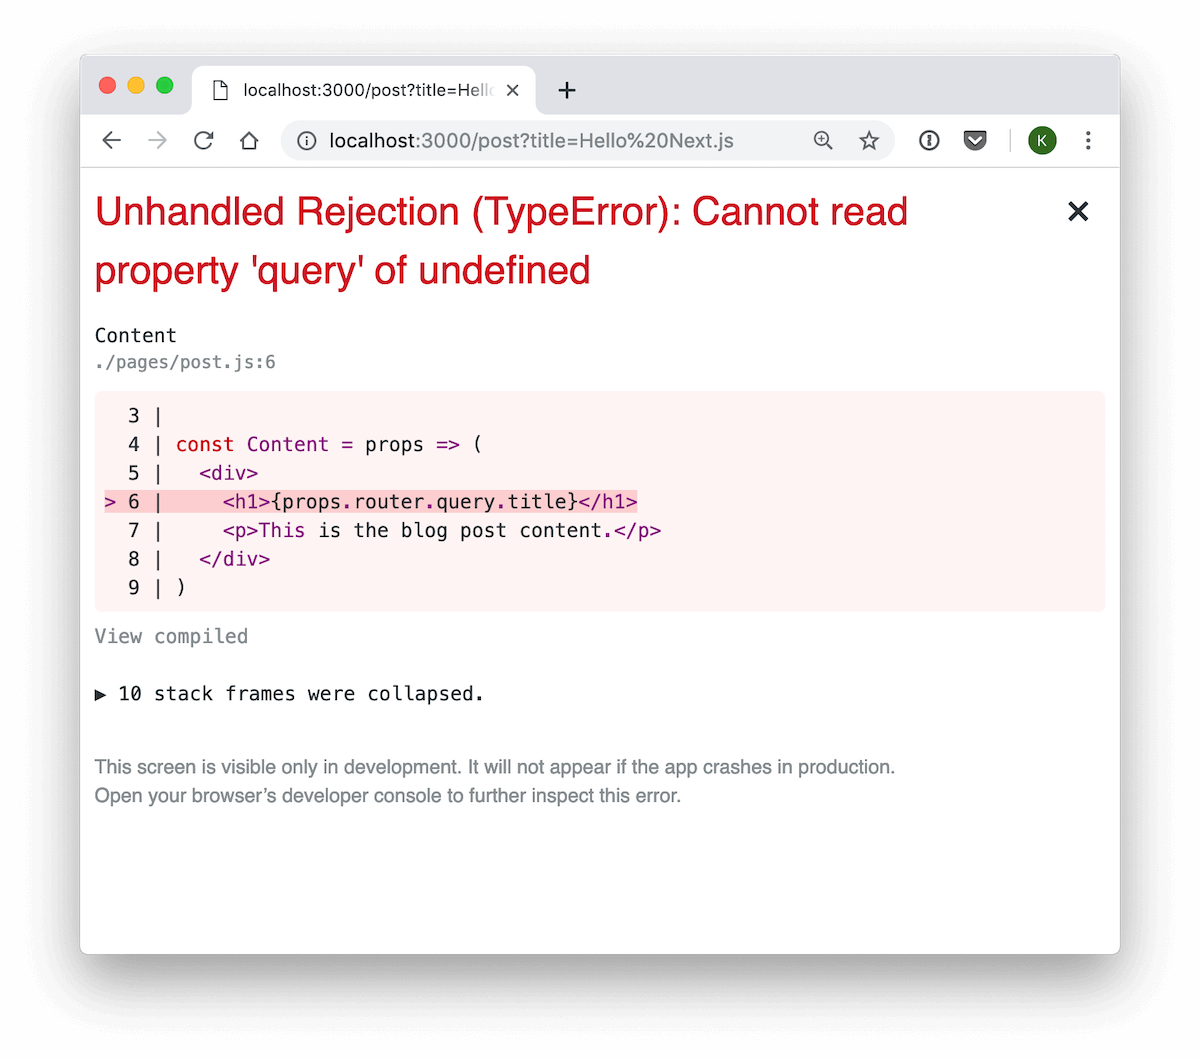 localhost:3000/post?title=Hello
localhost:3000/post?title=Hello%20Next.js
K
Unhandled Rejection (TypeError): Cannot read
property 'query' of undefined
Content
./pages/post.js:6
3 |
4 | const Content = props => (
5 |   <div>
> 6 |     <h1>{props.router.query.title}</h1>
7 |     <p>This is the blog post content.</p>
8 |   </div>
9 | )
View compiled
▶ 10 stack frames were collapsed.
This screen is visible only in development. It will not appear if the app crashes in production.
Open your browser’s developer console to further inspect this error.